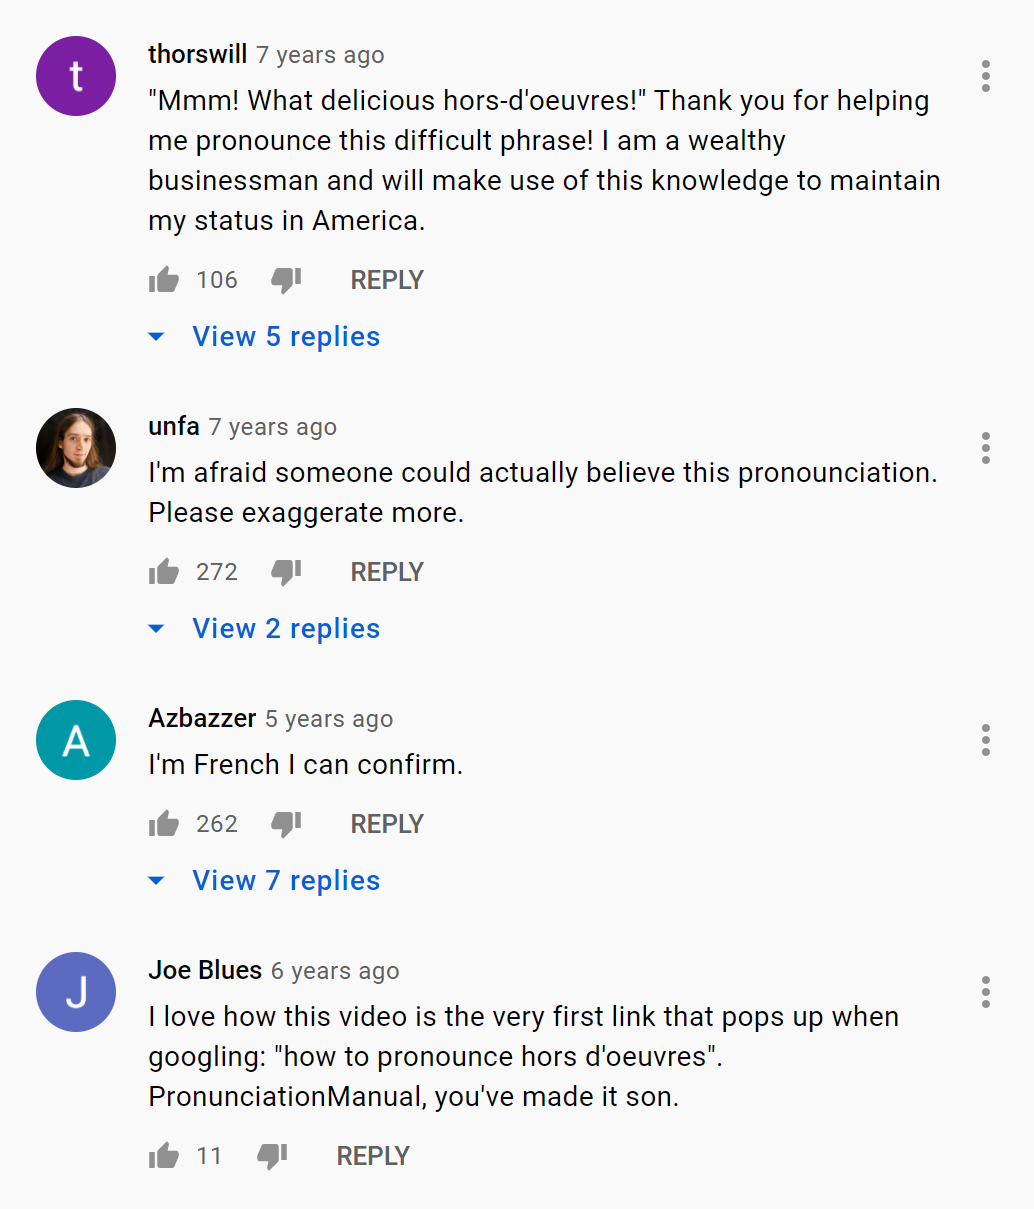 t
thorswill 7 years ago
"Mmm! What delicious hors-d'oeuvres!" Thank you for helping
me pronounce this difficult phrase! I am a wealthy
businessman and will make use of this knowledge to maintain
my status in America.
106 REPLY
View 5 replies
unfa 7 years ago
I'm afraid someone could actually believe this pronounciation.
Please exaggerate more.
272 REPLY
View 2 replies
A
Azbazzer 5 years ago
I'm French I can confirm.
262 REPLY
View 7 replies
J
Joe Blues 6 years ago
I love how this video is the very first link that pops up when
googling: "how to pronounce hors d'oeuvres".
PronunciationManual, you've made it son.
11 REPLY